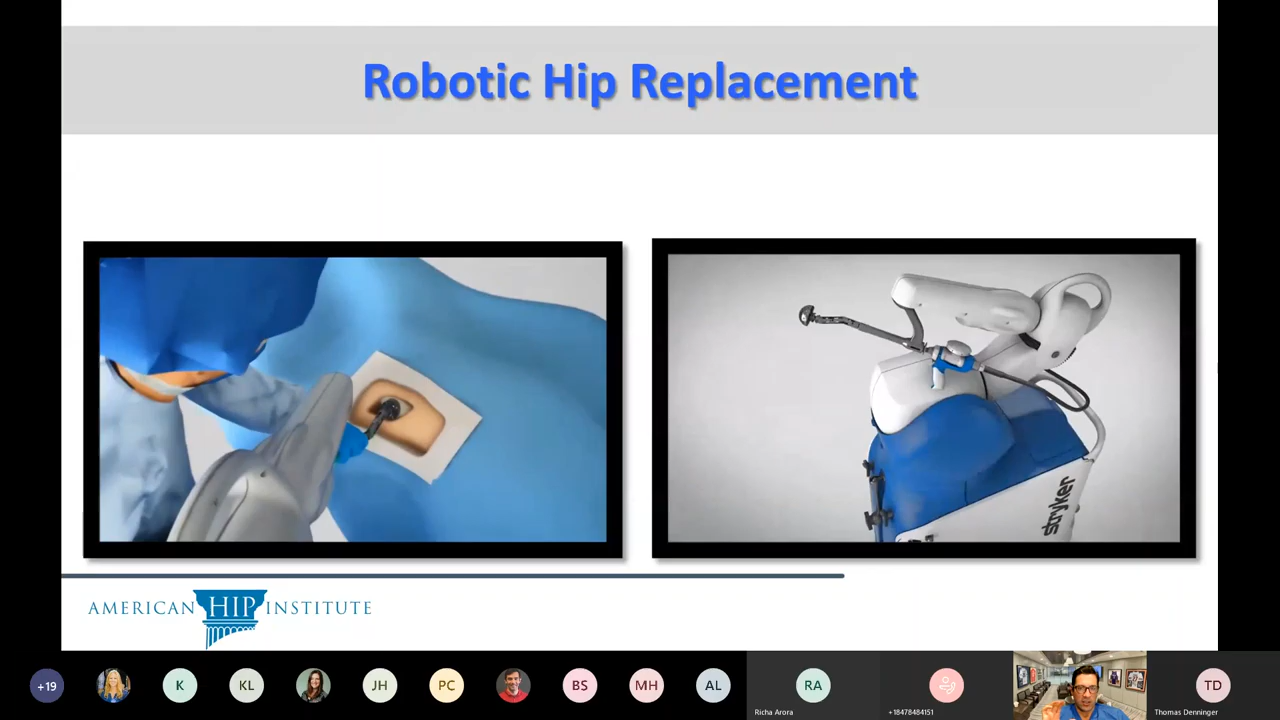 Robotic Hip Replacement
stryker
AMERICAN HIP INSTITUTE
+19
K
KL
JH
PC
BS
MH
AL
RA
TD
Richa Arora
+18478484151
Thomas Denninger